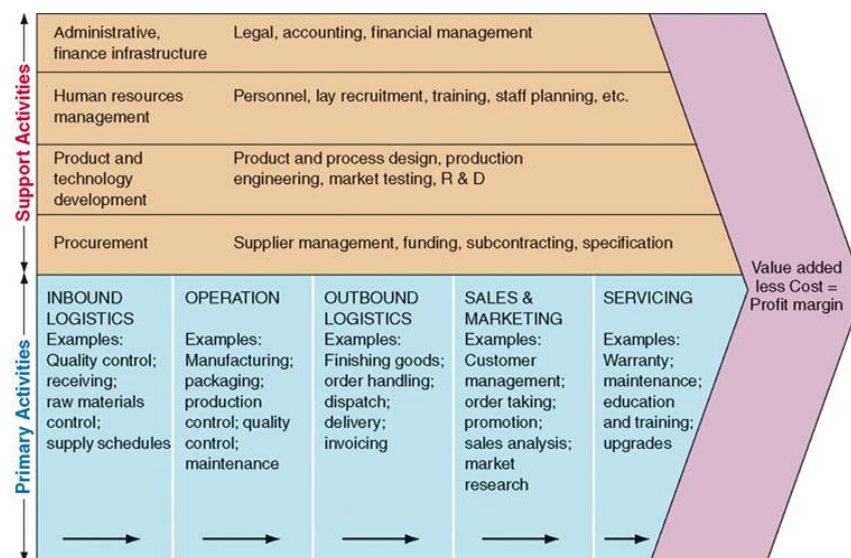 Support Activities
Administrative,
finance infrastructure
Legal, accounting, financial management
Human resources
management
Personnel, lay recruitment, training, staff planning, etc.
Product and
technology
development
Product and process design, production
engineering, market testing, R & D
Procurement
Supplier management, funding, subcontracting, specification
Primary Activities
INBOUND
LOGISTICS
Examples:
Quality control;
receiving;
raw materials
control;
supply schedules
OPERATION
Examples:
Manufacturing;
packaging;
production
control; quality
control;
maintenance
OUTBOUND
LOGISTICS
Examples:
Finishing goods;
order handling;
dispatch;
delivery;
invoicing
SALES &
MARKETING
Examples:
Customer
management;
order taking;
promotion;
sales analysis;
market
research
SERVICING
Examples:
Warranty;
maintenance;
education
and training;
upgrades
Value added
less Cost =
Profit margin